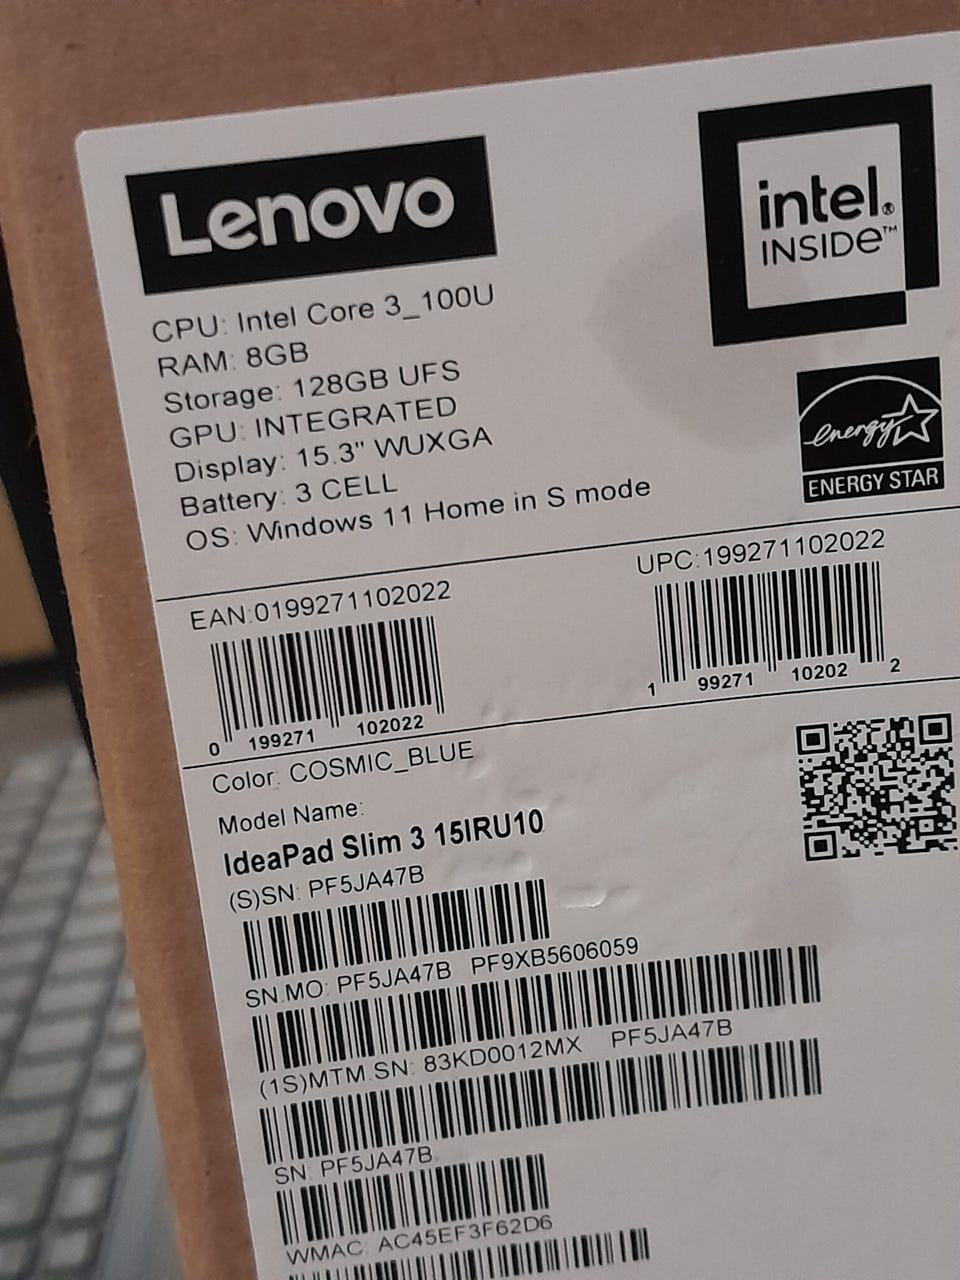 Lenovo
intel®
INSIDE™
CPU: Intel Core 3_100U
RAM: 8GB
Storage: 128GB UFS
GPU: INTEGRATED
Display: 15.3" WUXGA
Battery: 3 CELL
OS: Windows 11 Home in S mode
energy
ENERGY STAR
EAN:0199271102022
0 199271 102022
UPC:199271102022
1 99271 10202 2
Color: COSMIC_BLUE
Model Name:
IdeaPad Slim 3 15IRU10
(S)SN: PF5JA47B
SN.MO: PF5JA47B PF9XB5606059
(1S)MTM.SN: 83KD0012MX PF5JA47B
SN: PF5JA47B
WMAC: AC45EF3F62D6